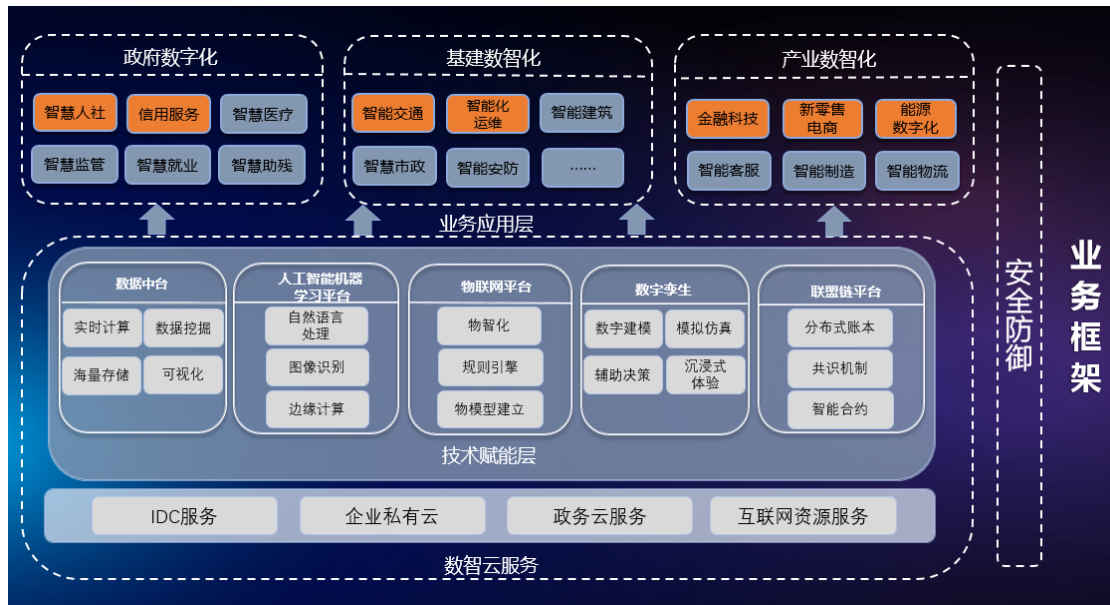 政府数字化
智慧人社
信用服务
智慧医疗
智慧监管
智慧就业
智慧助残
基建数智化
智能交通
智能化
运维
智能建筑
智慧市政
智能安防
……
产业数智化
金融科技
新零售
电商
能源
数字化
智能客服
智能制造
智能物流
业务应用层
数据中台
实时计算
数据挖掘
海量存储
可视化
人工智能机器
学习平台
自然语言
处理
图像识别
边缘计算
物联网平台
物智化
规则引擎
物模型建立
数字孪生
数字建模
模拟仿真
辅助决策
沉浸式
体验
联盟链平台
分布式账本
共识机制
智能合约
技术赋能层
IDC服务
企业私有云
政务云服务
互联网资源服务
数智云服务
安全防御
业务框架